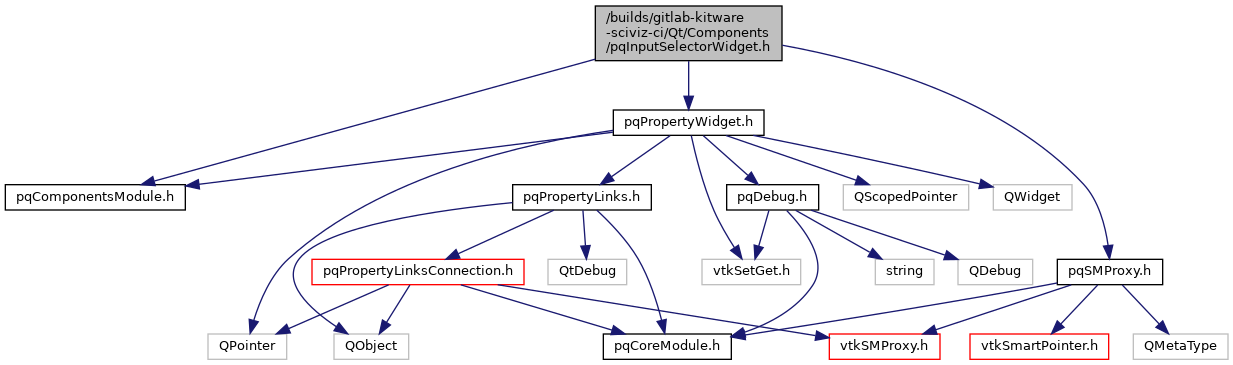 /builds/gitlab-kitware
-sciviz-ci/Qt/Components
/pqInputSelectorWidget.h
pqPropertyWidget.h
pqComponentsModule.h
pqPropertyLinks.h
pqDebug.h
QScopedPointer
QWidget
pqPropertyLinksConnection.h
QtDebug
vtkSetGet.h
string
QDebug
pqSMProxy.h
QPointer
QObject
pqCoreModule.h
vtkSMProxy.h
vtkSmartPointer.h
QMetaType